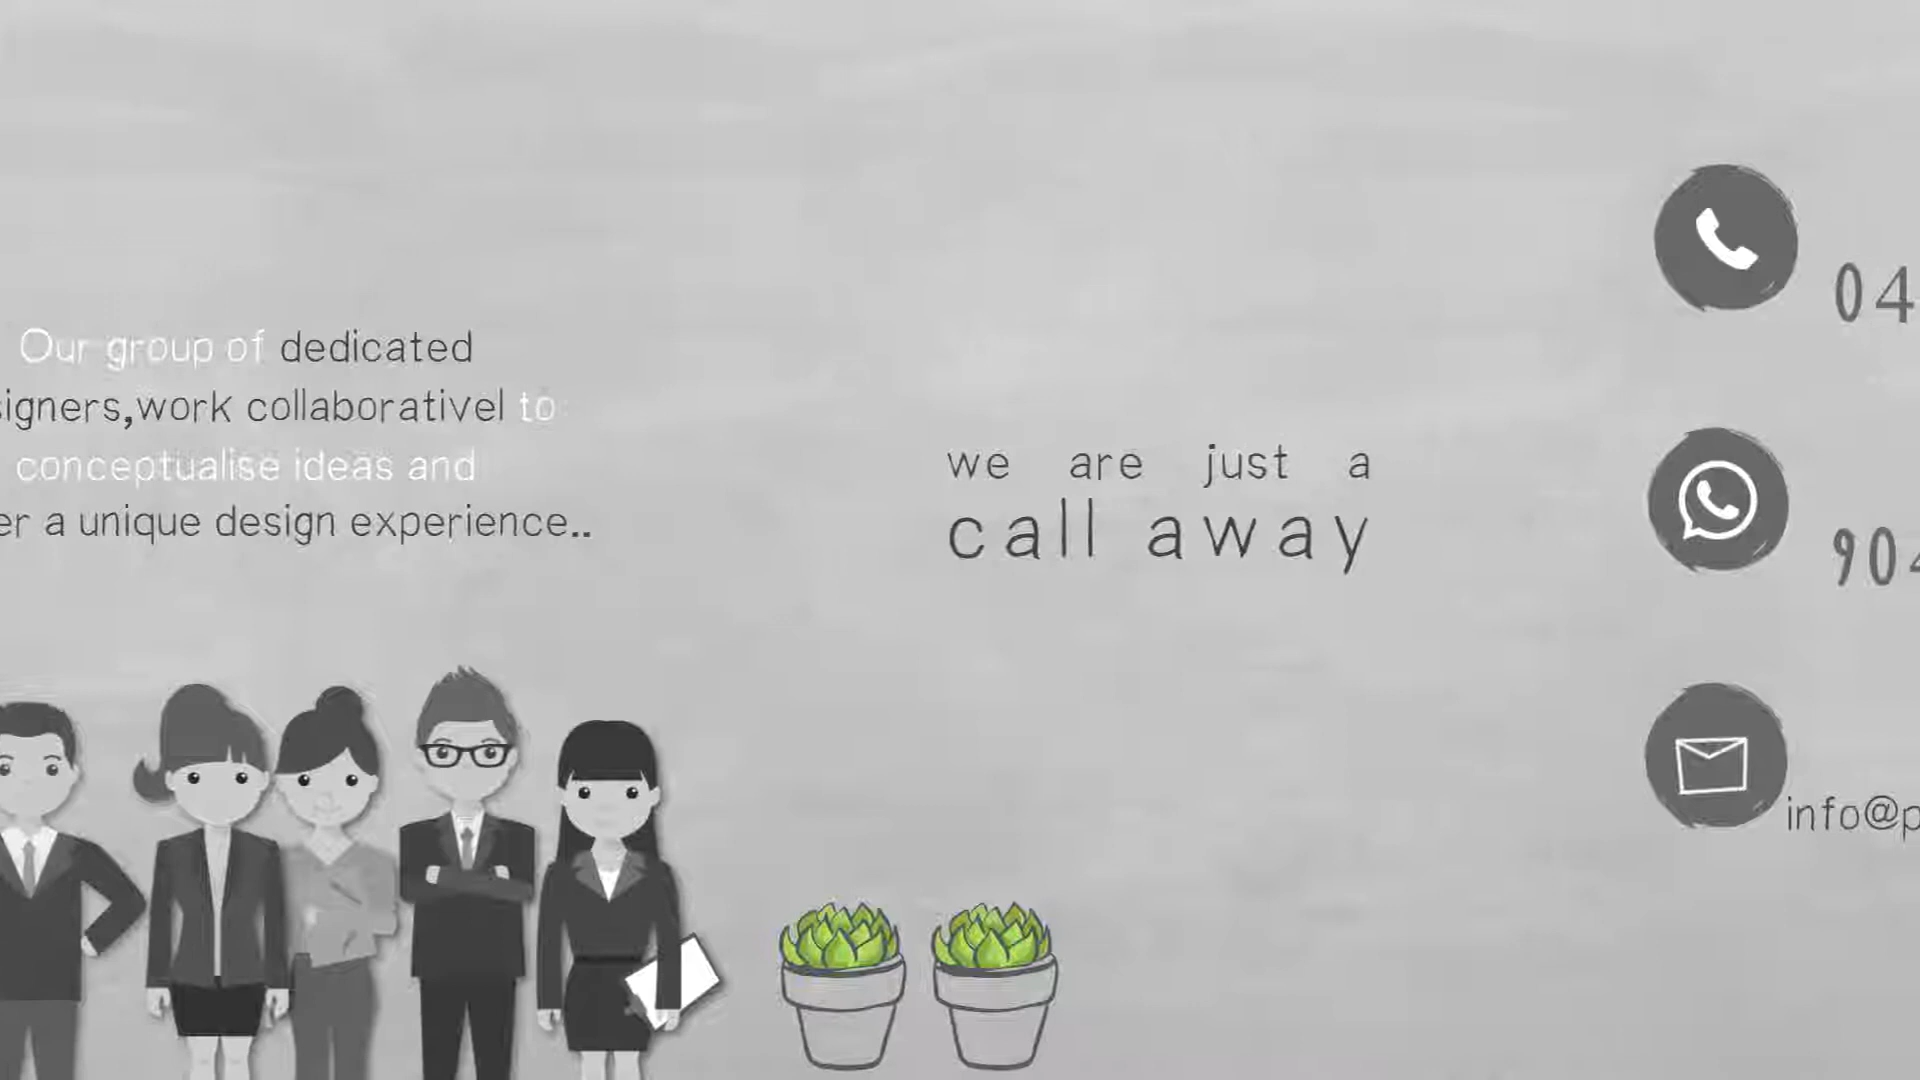 Our group of dedicated
signers,work collaborativel to
conceptualise ideas and
er a unique design experience..
we are just a
call away
04
904
info@p